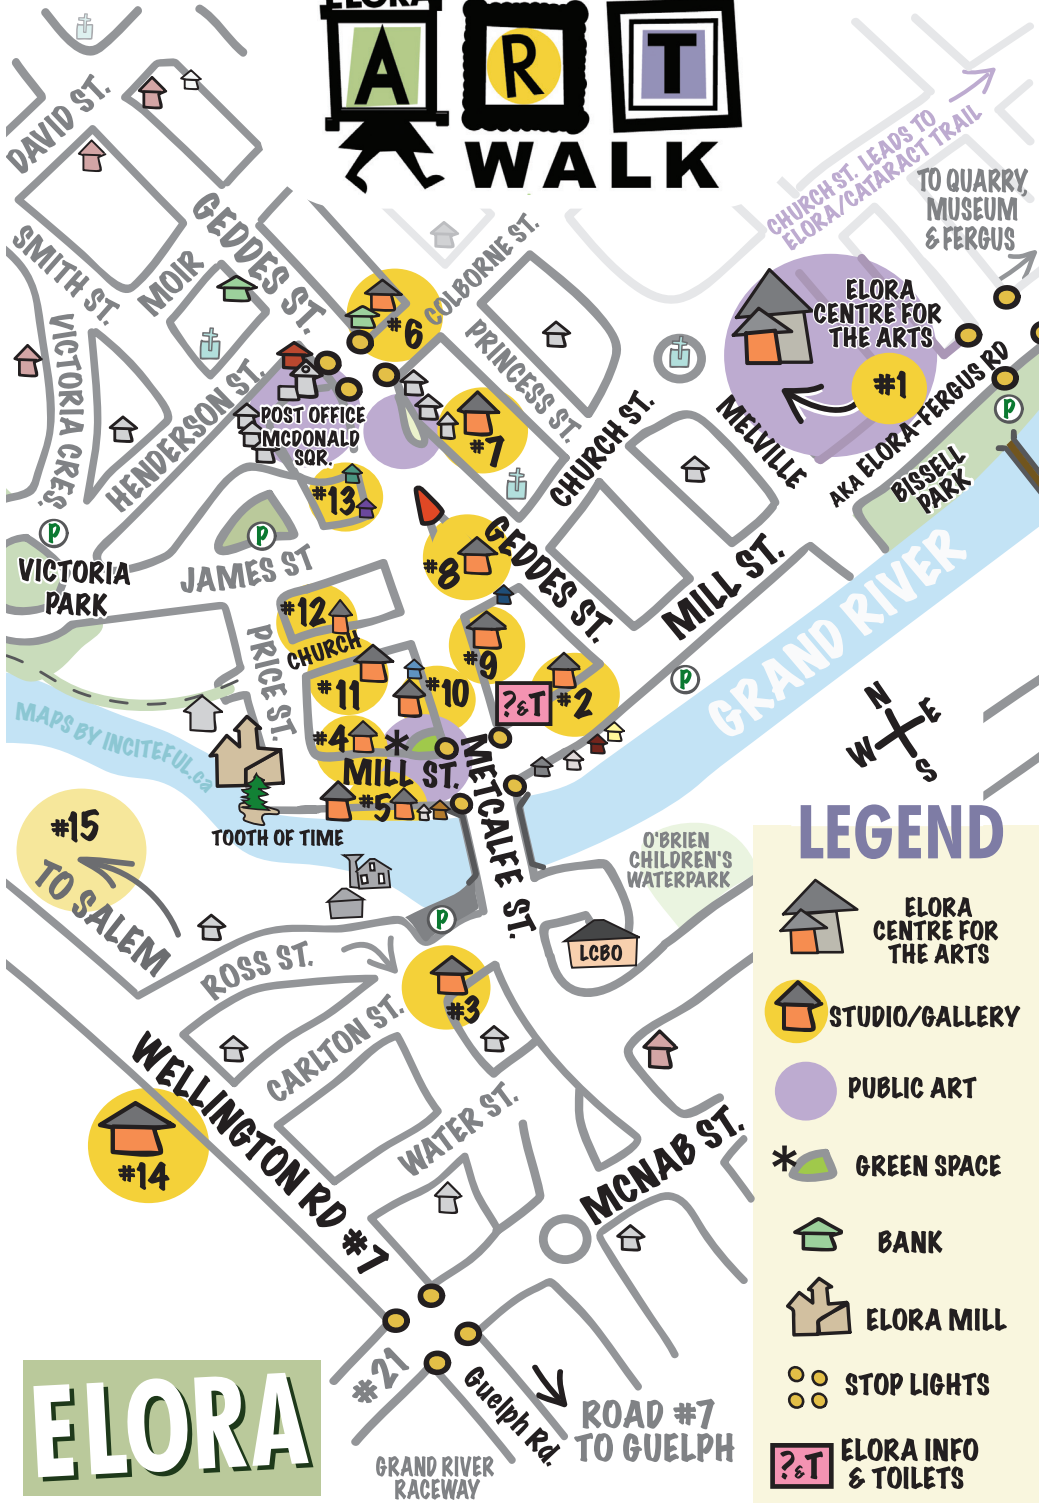 ELORA
ART
WALK
CHURCH ST. LEADS TO
ELORA/CATARACT TRAIL
TO QUARRY,
MUSEUM
& FERGUS
DAVID ST.
SMITH ST.
MOIR
GEDDES ST.
COLBORNE ST.
PRINCESS ST.
VICTORIA CRES.
HENDERSON ST.
#6
ELORA
CENTRE FOR
THE ARTS
#1
MELVILLE
AKA ELORA-FERGUS RD
P
BISSELL
PARK
POST OFFICE
MCDONALD
SQR.
#7
CHURCH ST.
#13
P
P
VICTORIA
PARK
JAMES ST
#8
GEDDES ST.
MILL ST.
GRAND RIVER
#12
CHURCH
PRICE ST.
#9
#11
#10
?&T
#2
P
N
E
W
S
MAPS BY INCITEFUL.ca
#4
*
MILL ST.
METCALFE ST.
#5
TOOTH OF TIME
#15
TO SALEM
O'BRIEN
CHILDREN'S
WATERPARK
P
LCBO
ROSS ST.
#3
CARLTON ST.
WELLINGTON RD #7
WATER ST.
MCNAB ST.
#14
#21
Guelph Rd.
ROAD #7
TO GUELPH
GRAND RIVER
RACEWAY
ELORA
LEGEND
ELORA
CENTRE FOR
THE ARTS
STUDIO/GALLERY
PUBLIC ART
* GREEN SPACE
BANK
ELORA MILL
STOP LIGHTS
?&T
ELORA INFO
& TOILETS